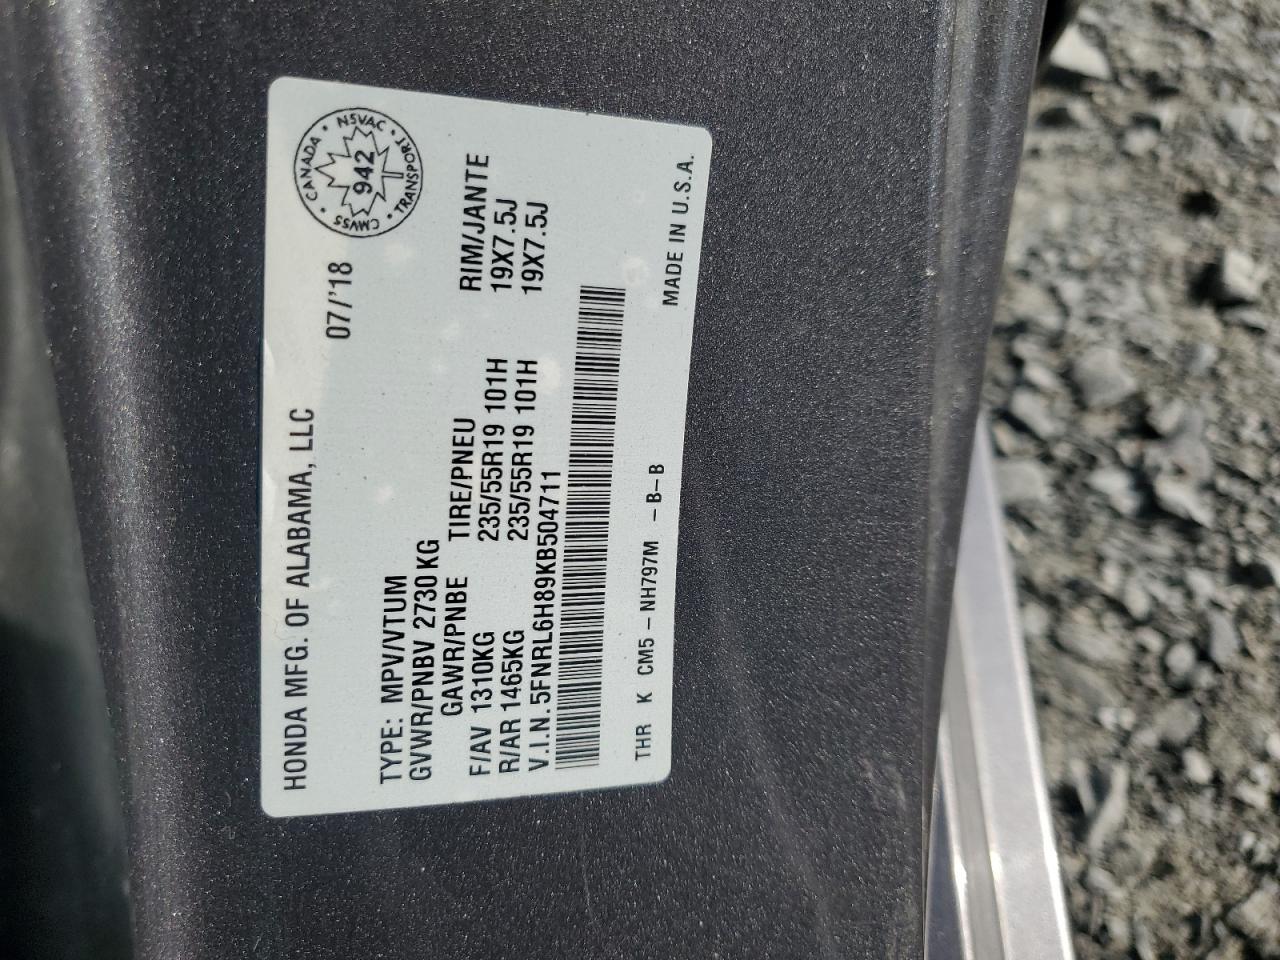 HONDA MFG. OF ALABAMA, LLC
07/'18
CANADA • NSVAC • TRANSPORT • CMVSS •
942
TYPE: MPV/VTUM
GVWR/PNBV 2730 KG
GAWR/PNBE TIRE/PNEU RIM/JANTE
F/AV 1310KG 235/55R19 101H 19X7.5J
R/AR 1465KG 235/55R19 101H 19X7.5J
V.I.N. 5FNRL6H89KB504711
THR K CM5 – NH797M – B – B MADE IN U.S.A.